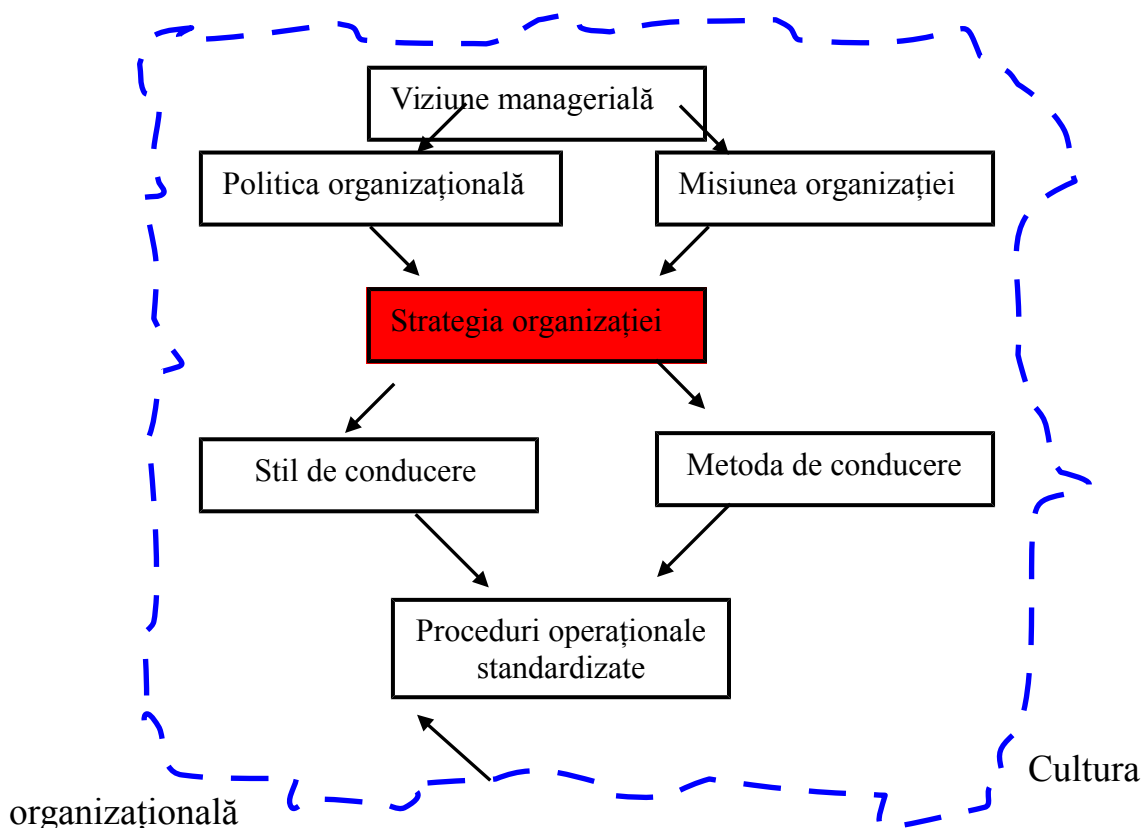 Viziune managerială
Politica organizațională
Misiunea organizației
Strategia organizației
Stil de conducere
Metoda de conducere
Proceduri operaționale
standardizate
Cultura
organizațională